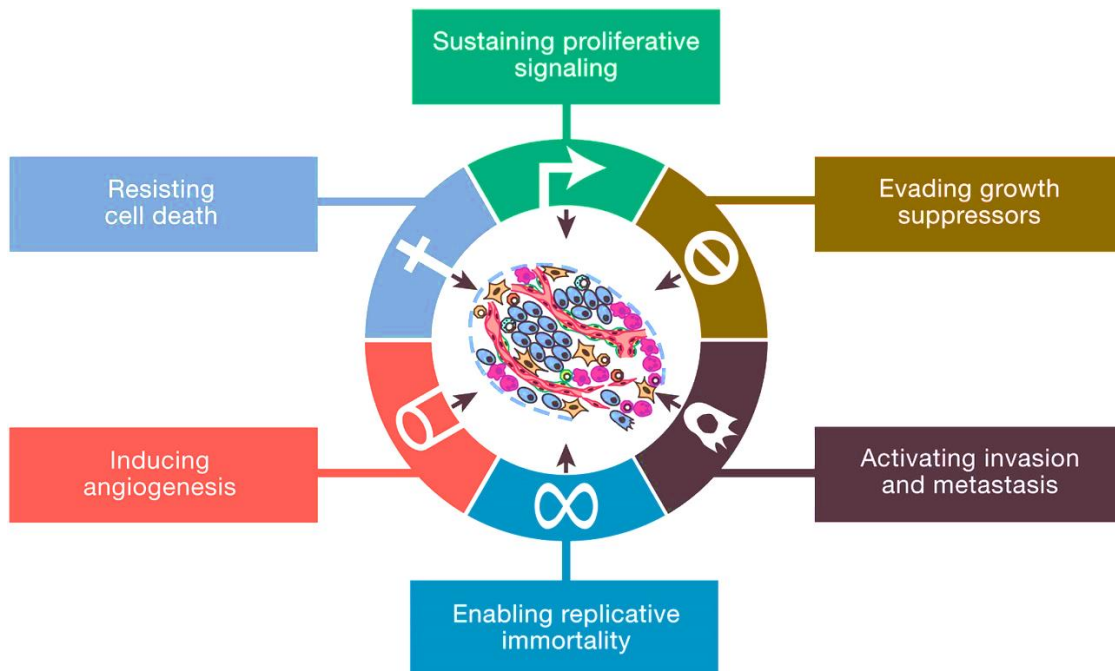 Sustaining proliferative
signaling
Resisting
cell death
Evading growth
suppressors
Inducing
angiogenesis
Activating invasion
and metastasis
Enabling replicative
immortality